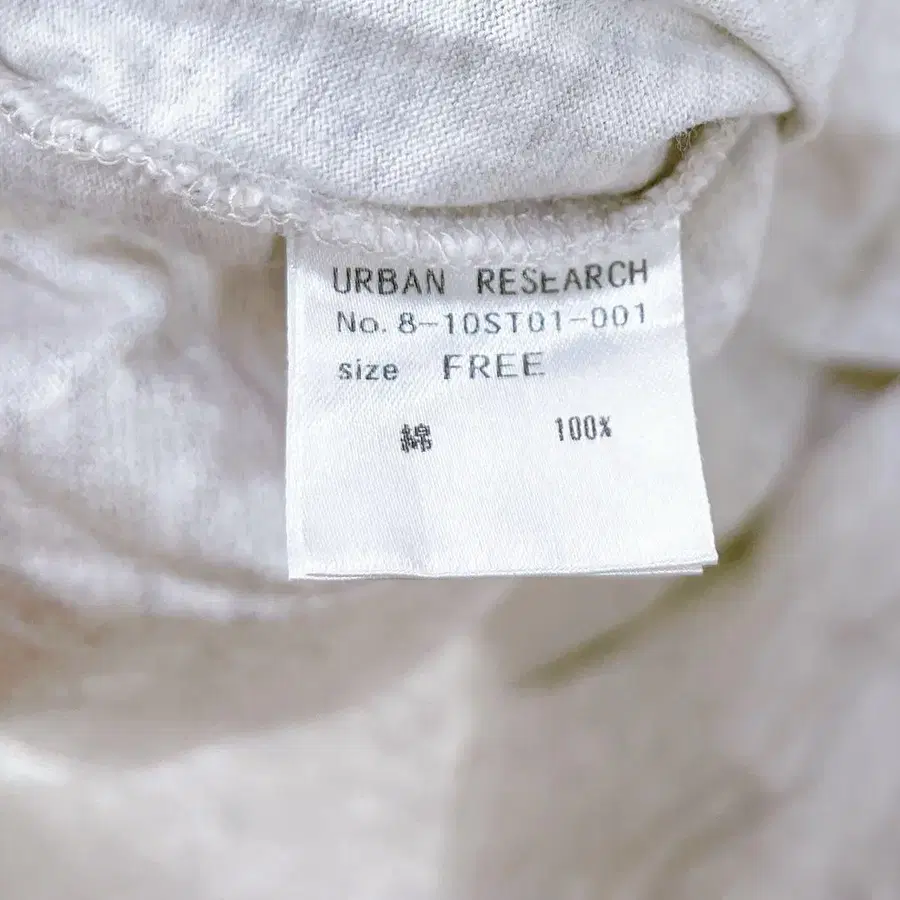 URBAN RESEARCH
No. 8-10ST01-001
size FREE
綿 100%